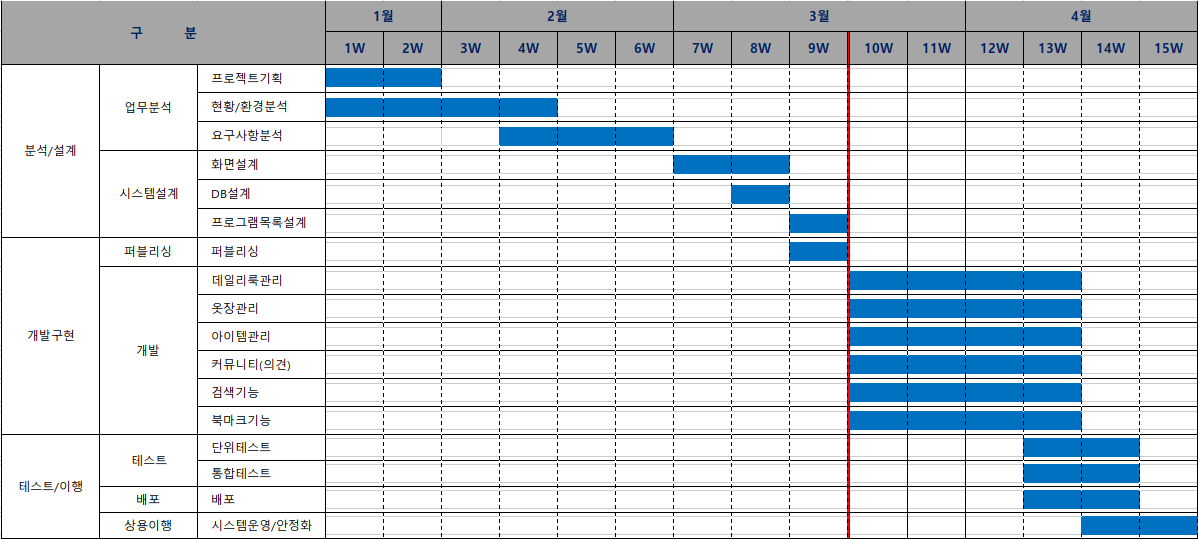 구 분
1월 2월 3월 4월
1W 2W 3W 4W 5W 6W 7W 8W 9W 10W 11W 12W 13W 14W 15W
분석/설계
업무분석
프로젝트기획
현황/환경분석
요구사항분석
시스템설계
화면설계
DB설계
프로그램목록설계
개발구현
퍼블리싱
퍼블리싱
개발
데일리룩관리
옷장관리
아이템관리
커뮤니티(의견)
검색기능
북마크기능
테스트/이행
테스트
단위테스트
통합테스트
배포
배포
상용이행
시스템운영/안정화